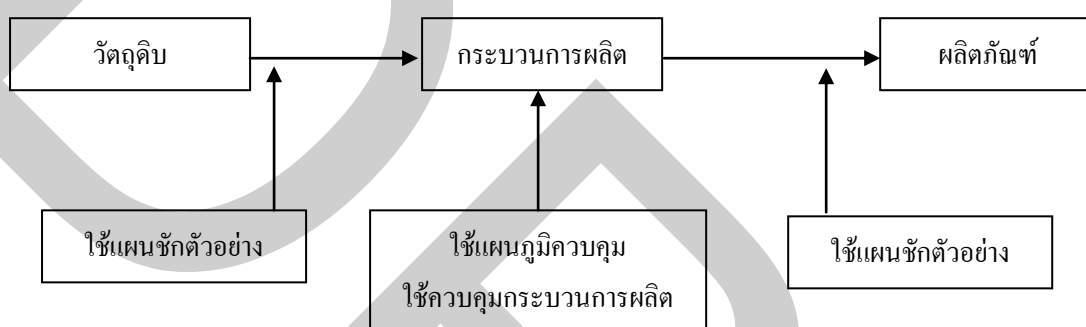 วัตถุดิบ
กระบวนการผลิต
ผลิตภัณฑ์
ใช้แผนชักตัวอย่าง
ใช้แผนภูมิควบคุม
ใช้ควบคุมกระบวนการผลิต
ใช้แผนชักตัวอย่าง